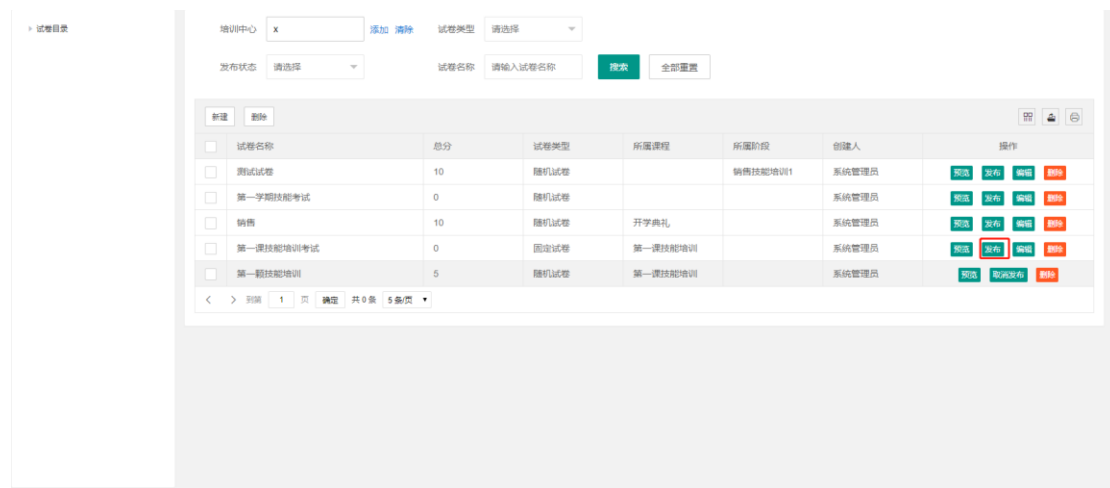 试卷目录
培训中心 x 添加 清除 试卷类型 请选择
发布状态 请选择 试卷名称 请输入试卷名称 搜索 全部重置
新建 删除
试卷名称 总分 试卷类型 所属课程 所属阶段 创建人 操作
测试试卷 10 随机试卷 销售技能培训1 系统管理员 预览 发布 编辑 删除
第一学期技能考试 0 随机试卷 系统管理员 预览 发布 编辑 删除
销售 10 随机试卷 开学典礼 系统管理员 预览 发布 编辑 删除
第一课技能培训考试 0 固定试卷 第一课技能培训 系统管理员 预览 发布 编辑 删除
第一题技能培训 5 随机试卷 第一课技能培训 系统管理员 预览 取消发布 删除
到第 1 页 确定 共 0 条 5 条/页